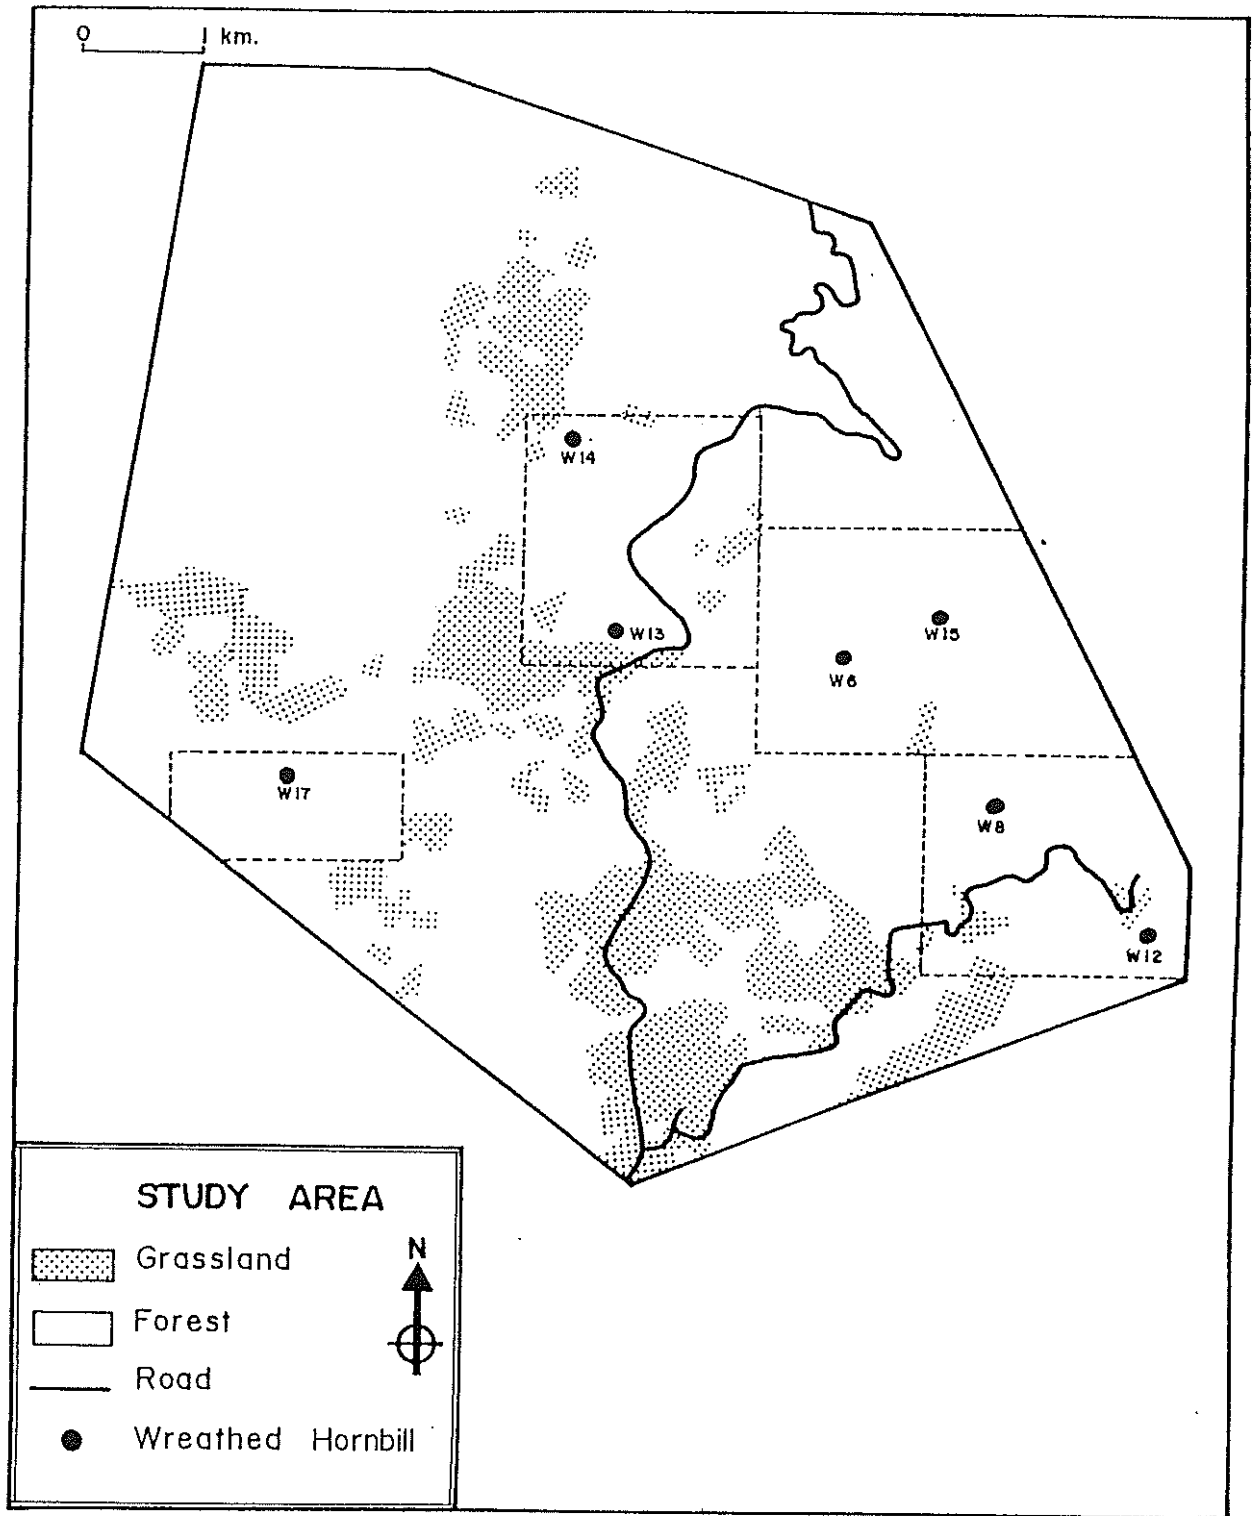 0 1 km.
W14
W13
W15
W6
W17
W8
W12
STUDY AREA
Grassland
N
Forest
Road
Wreathed Hornbill